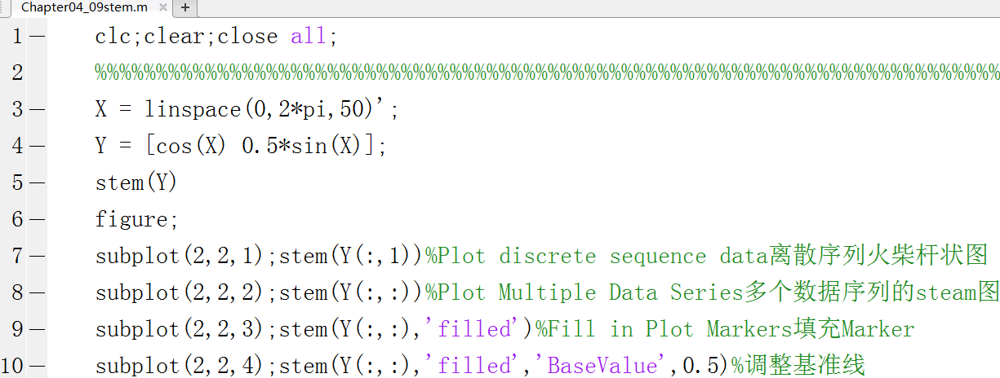 Chapter04_09stem.m × +
1 — clc;clear;close all;
2 %%%%%%%%%%%%%%%%%%%%%%%%%%%%%%%%%%%%%%%%%%%%%%%%%%%%%%%%%%%%%%%%%%%%%%%%%%
3 — X = linspace(0,2*pi,50)';
4 — Y = [cos(X) 0.5*sin(X)];
5 — stem(Y)
6 — figure;
7 — subplot(2,2,1);stem(Y(:,1))%Plot discrete sequence data离散序列火柴杆状图
8 — subplot(2,2,2);stem(Y(:,:))%Plot Multiple Data Series多个数据序列的steam图
9 — subplot(2,2,3);stem(Y(:,:),'filled')%Fill in Plot Markers填充Marker
10 — subplot(2,2,4);stem(Y(:,:),'filled','BaseValue',0.5)%调整基准线